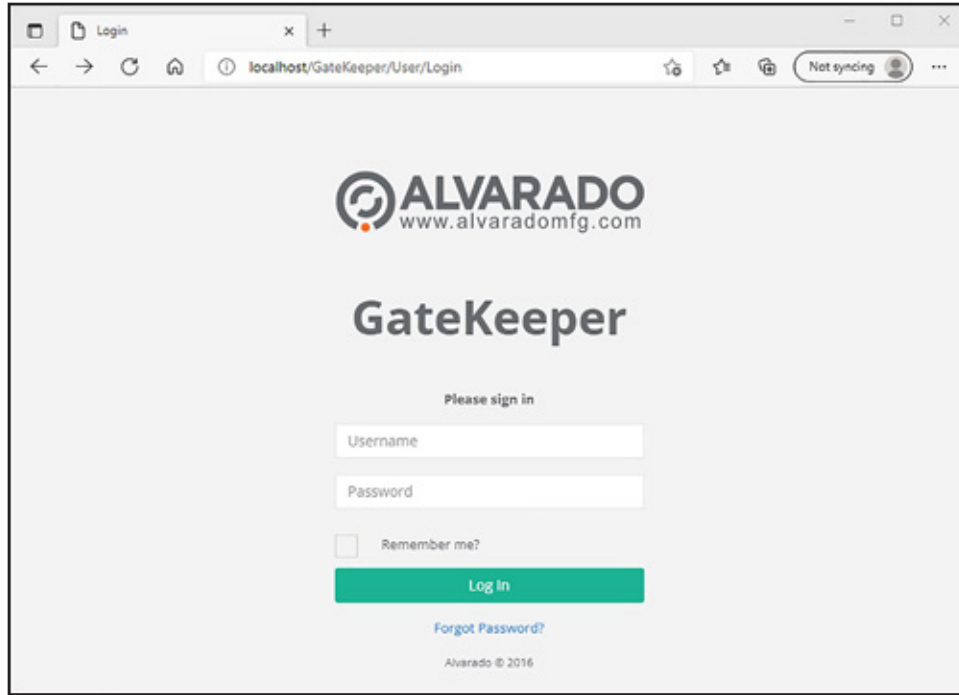 Login
localhost/GateKeeper/User/Login
Not syncing
ALVARADO
www.alvaradomfg.com
GateKeeper
Please sign in
Username
Password
Remember me?
Log In
Forgot Password?
Alvarado © 2016